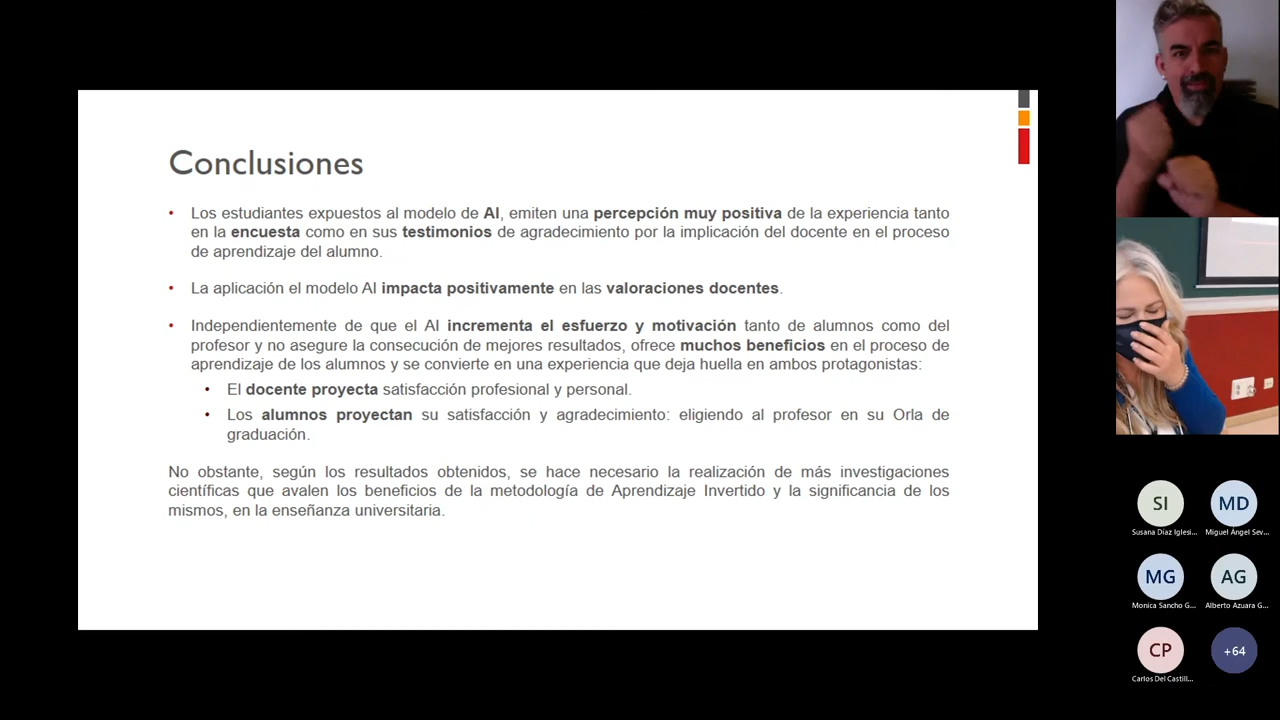 Conclusiones
• Los estudiantes expuestos al modelo de AI, emiten una percepción muy positiva de la experiencia tanto
en la encuesta como en sus testimonios de agradecimiento por la implicación del docente en el proceso
de aprendizaje del alumno.
• La aplicación el modelo AI impacta positivamente en las valoraciones docentes.
• Independientemente de que el AI incrementa el esfuerzo y motivación tanto de alumnos como del
profesor y no asegure la consecución de mejores resultados, ofrece muchos beneficios en el proceso de
aprendizaje de los alumnos y se convierte en una experiencia que deja huella en ambos protagonistas:
• El docente proyecta satisfacción profesional y personal.
• Los alumnos proyectan su satisfacción y agradecimiento: eligiendo al profesor en su Orla de
graduación.
No obstante, según los resultados obtenidos, se hace necesario la realización de más investigaciones
científicas que avalen los beneficios de la metodología de Aprendizaje Invertido y la significancia de los
mismos, en la enseñanza universitaria.
SI
Susana Díaz Iglesi...
MD
Miguel Angel Sev...
MG
Monica Sancho G...
AG
Alberto Azuara G...
CP
Carlos Del Castill...
+64